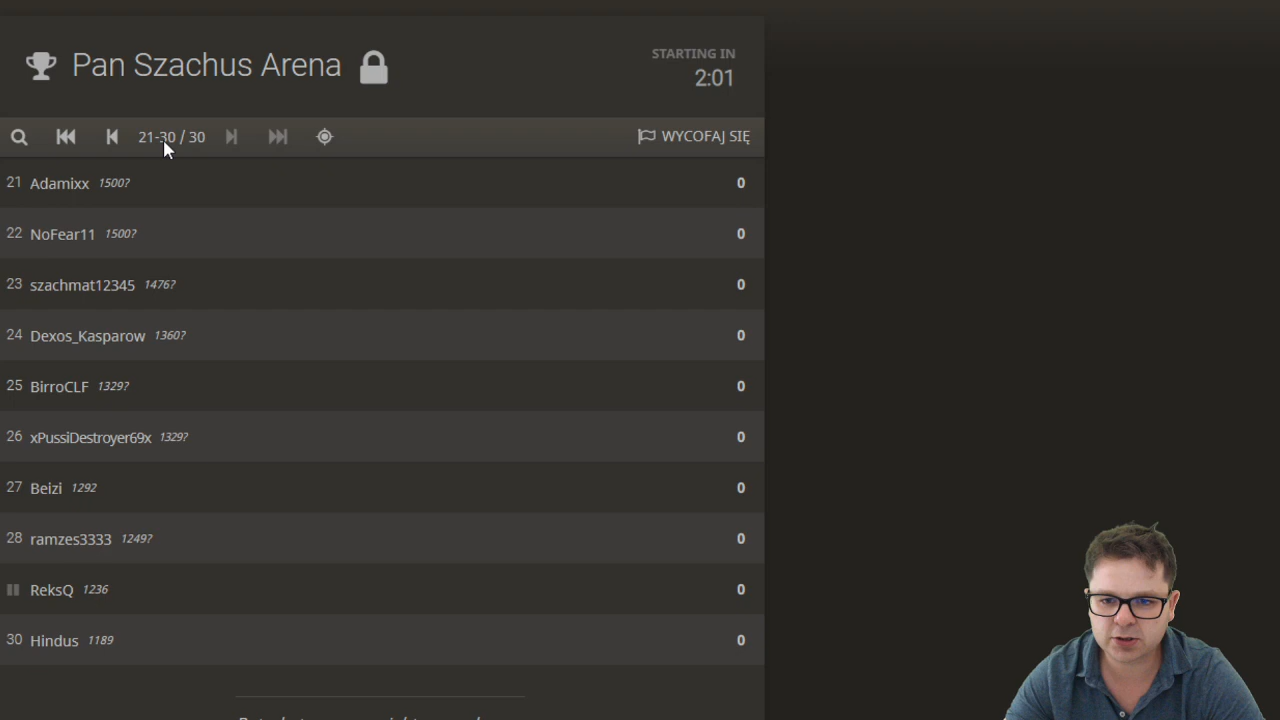 Pan Szachus Arena
STARTING IN
2:01
21-30 / 30
WYCOFAJ SIĘ
21 Adamixx 1500? 0
22 NoFear11 1500? 0
23 szachmat12345 1476? 0
24 Dexos_Kasparow 1360? 0
25 BirroCLF 1329? 0
26 xPussiDestroyer69x 1329? 0
27 Beizi 1292 0
28 ramzes3333 1249? 0
ReksQ 1236 0
30 Hindus 1189 0